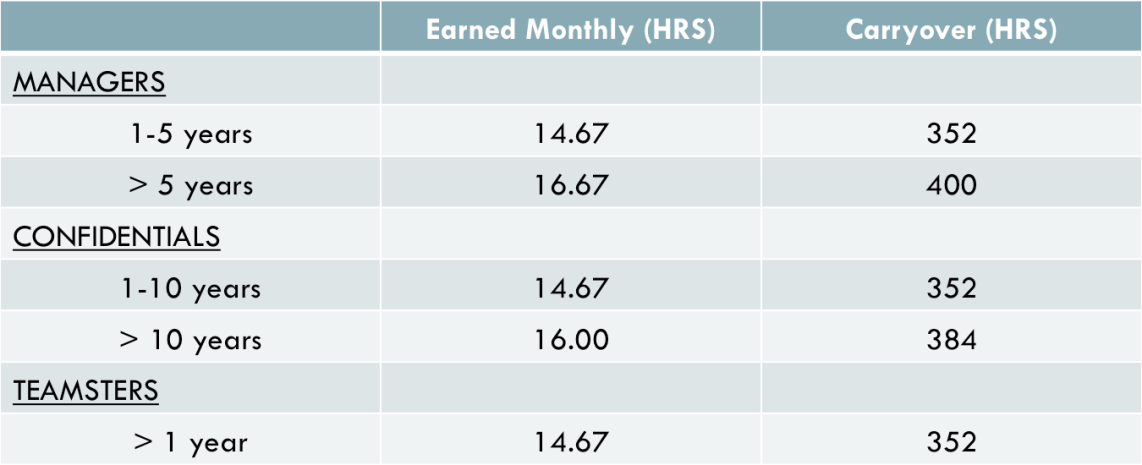 Earned Monthly (HRS) Carryover (HRS)
MANAGERS
1-5 years 14.67 352
> 5 years 16.67 400
CONFIDENTIALS
1-10 years 14.67 352
> 10 years 16.00 384
TEAMSTERS
> 1 year 14.67 352